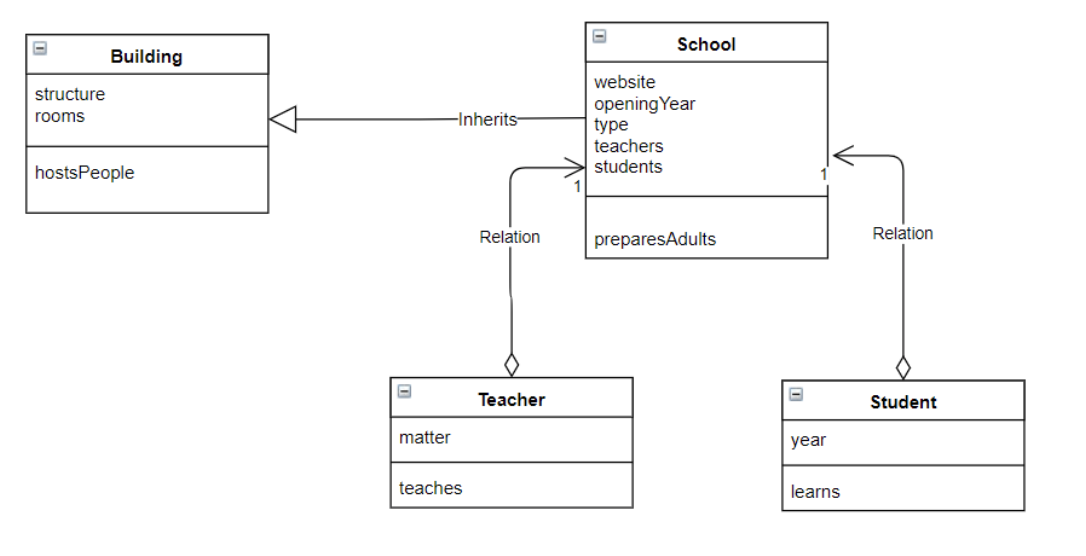 Building
structure
rooms
hostsPeople
Inherits
School
website
openingYear
type
teachers
students
preparesAdults
1
1
Relation
Relation
Teacher
matter
teaches
Student
year
learns